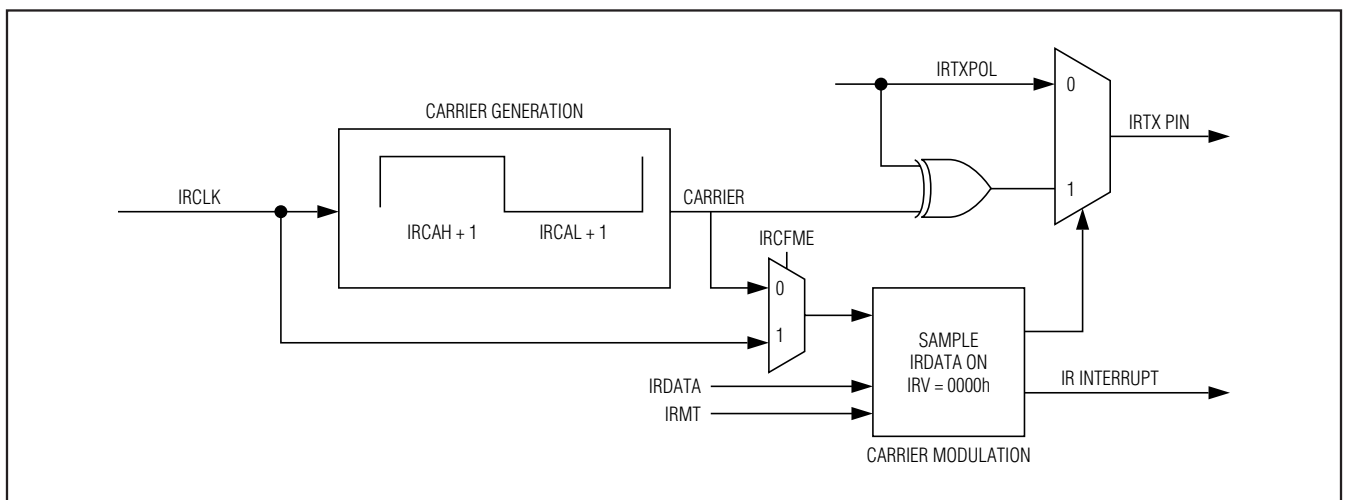 IRTXPOL
0
CARRIER GENERATION
IRTX PIN
IRCLK
CARRIER
1
IRCAH + 1
IRCAL + 1
IRCFME
0
1
SAMPLE
IRDATA ON
IRV = 0000h
IRDATA
IR INTERRUPT
IRMT
CARRIER MODULATION